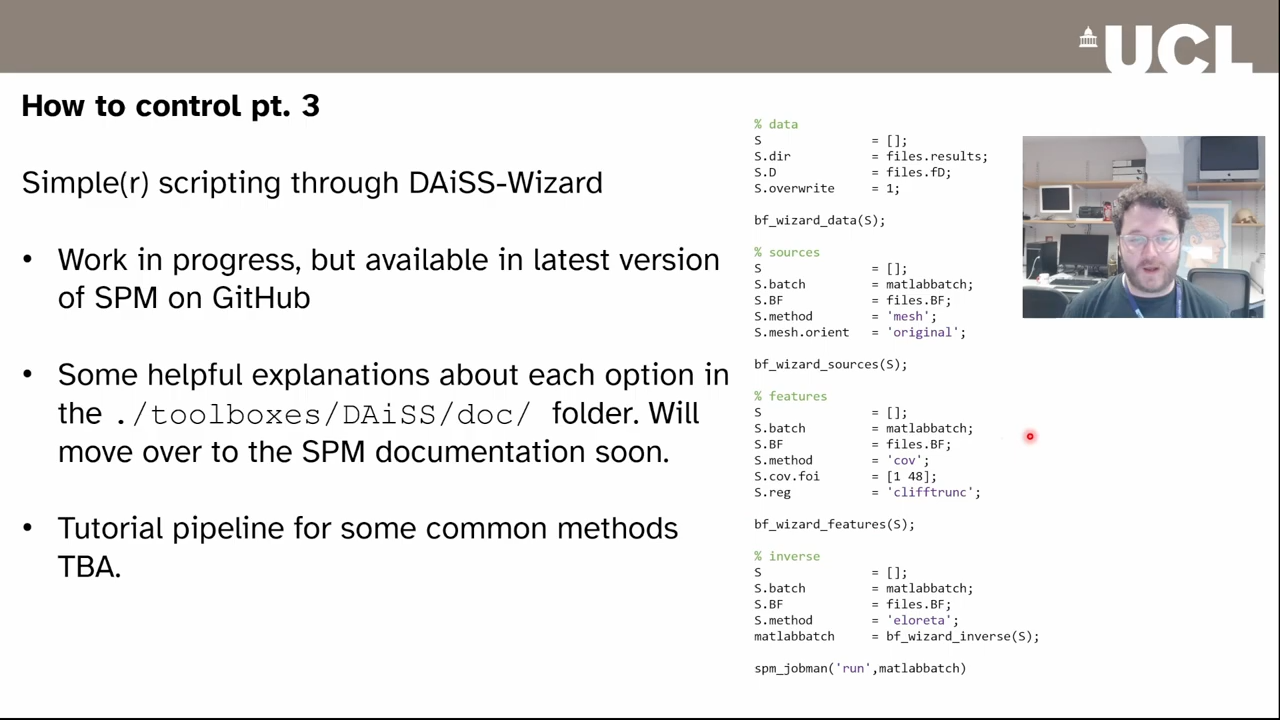 UCL
How to control pt. 3
Simple(r) scripting through DAiSS-Wizard
• Work in progress, but available in latest version
of SPM on GitHub
• Some helpful explanations about each option in
the ./toolboxes/DAiSS/doc/ folder. Will
move over to the SPM documentation soon.
• Tutorial pipeline for some common methods
TBA.
% data
S = [];
S.dir = files.results;
S.D = files.fD;
S.overwrite = 1;
bf_wizard_data(S);
% sources
S = [];
S.batch = matlabbatch;
S.BF = files.BF;
S.method = 'mesh';
S.mesh.orient = 'original';
bf_wizard_sources(S);
% features
S = [];
S.batch = matlabbatch;
S.BF = files.BF;
S.method = 'cov';
S.cov.foi = [1 48];
S.reg = 'clifftrunc';
bf_wizard_features(S);
% inverse
S = [];
S.batch = matlabbatch;
S.BF = files.BF;
S.method = 'eloreta';
matlabbatch = bf_wizard_inverse(S);
spm_jobman('run',matlabbatch)